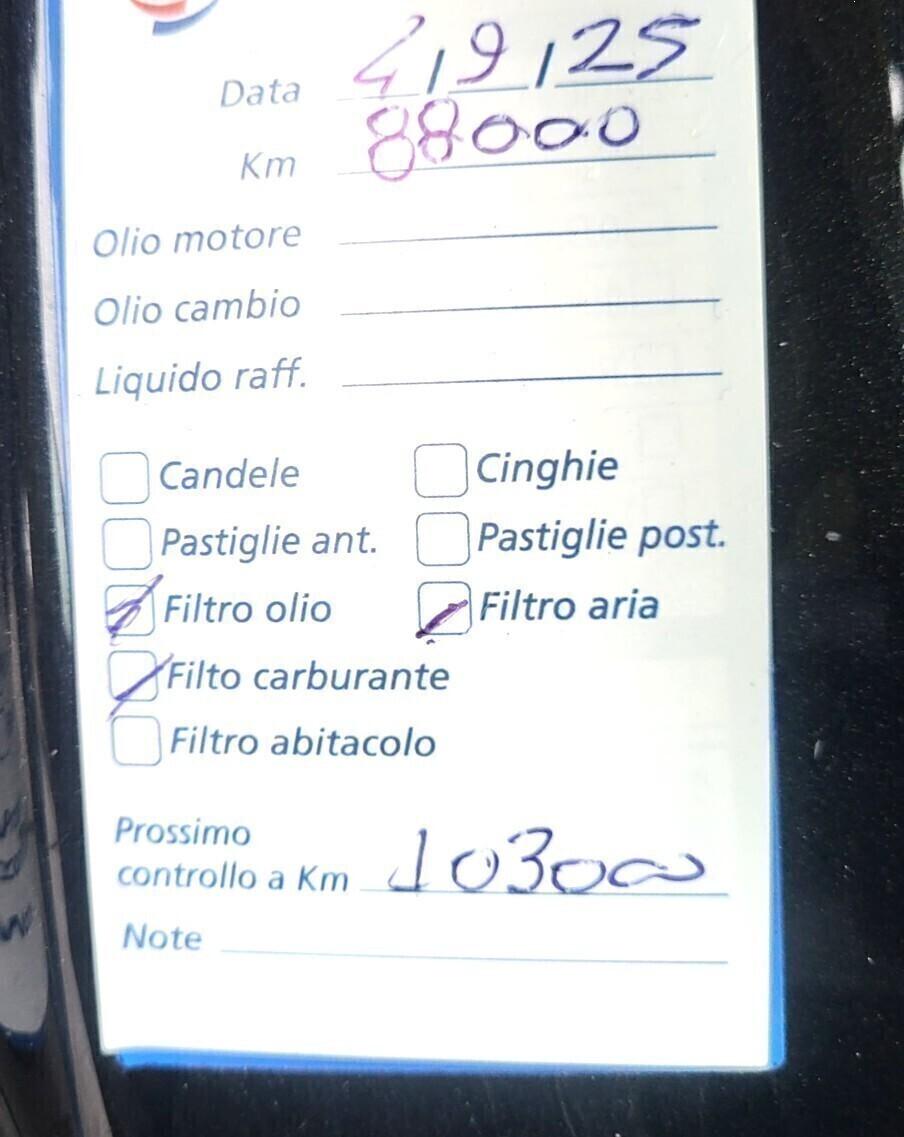 Data 4/9/25
Km 88000
Olio motore
Olio cambio
Liquido raff.
Candele Cinghie
Pastiglie ant. Pastiglie post.
Filtro olio Filtro aria
Filto carburante
Filtro abitacolo
Prossimo
controllo a Km 103000
Note